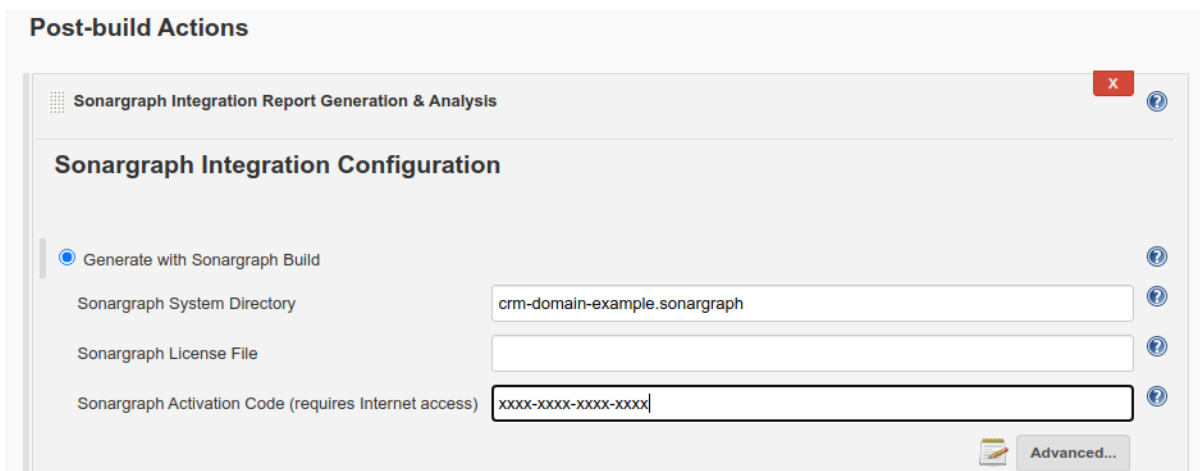 Post-build Actions
X
Sonargraph Integration Report Generation & Analysis
Sonargraph Integration Configuration
Generate with Sonargraph Build
Sonargraph System Directory crm-domain-example.sonargraph
Sonargraph License File
Sonargraph Activation Code (requires Internet access) xxxx-xxxx-xxxx-xxxx
Advanced...